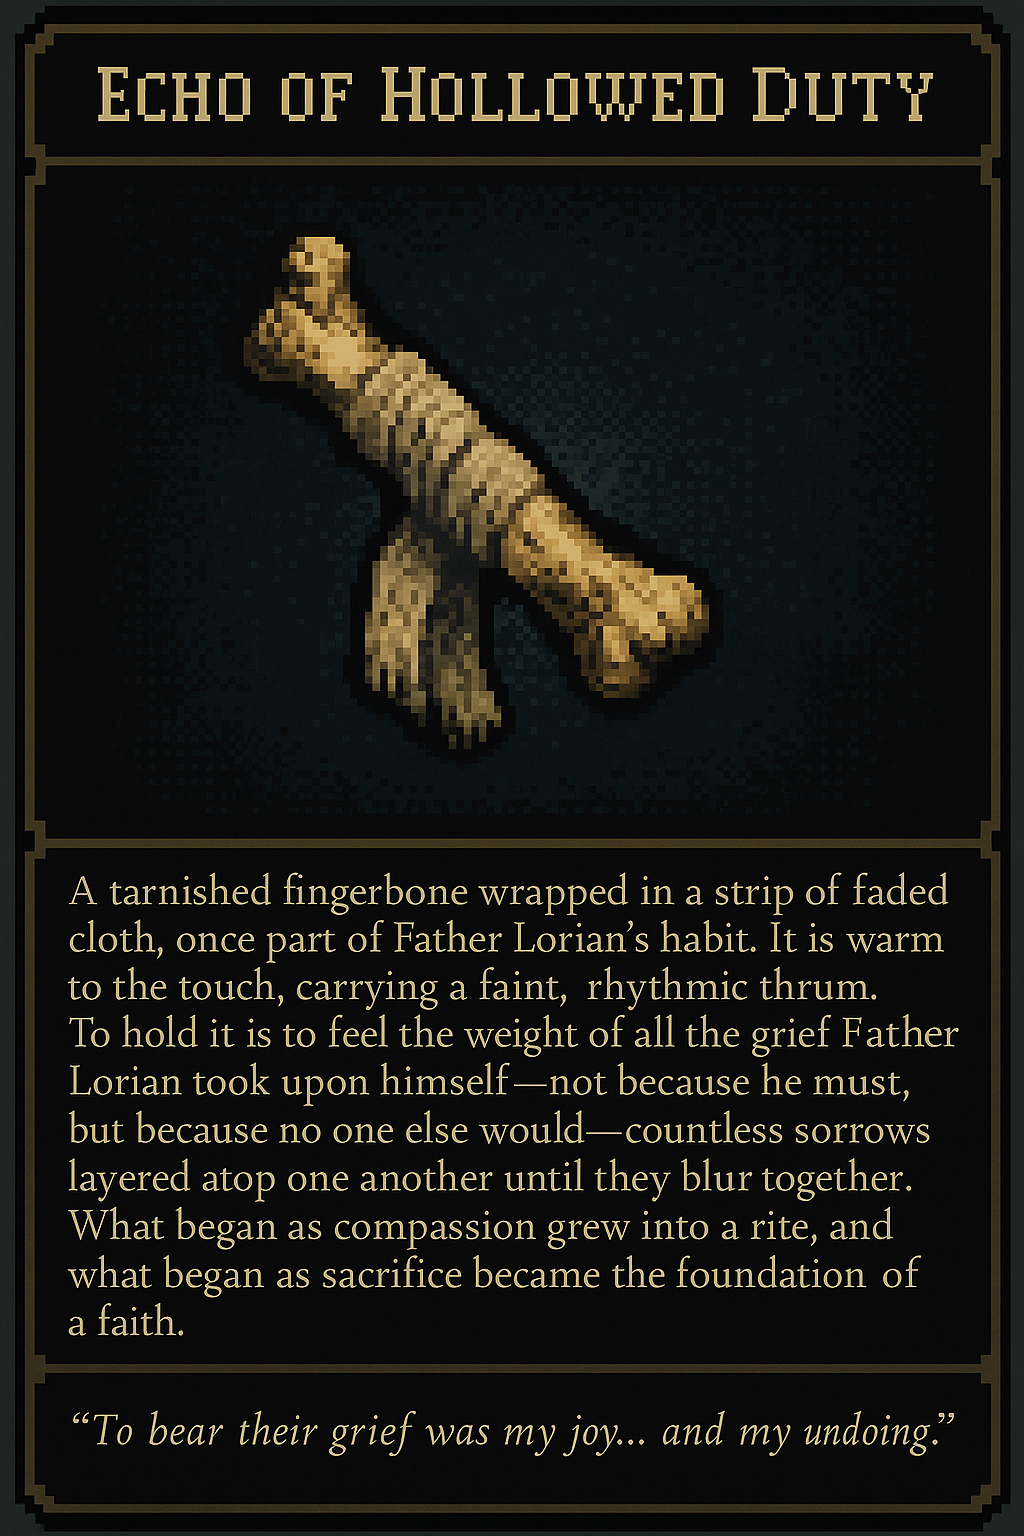 Echo of Hollowed Duty
A tarnished fingerbone wrapped in a strip of faded
cloth, once part of Father Lorian’s habit. It is warm
to the touch, carrying a faint, rhythmic thrum.
To hold it is to feel the weight of all the grief Father
Lorian took upon himself—not because he must,
but because no one else would—countless sorrows
layered atop one another until they blur together.
What began as compassion grew into a rite, and
what began as sacrifice became the foundation of
a faith.
“To bear their grief was my joy... and my undoing.”